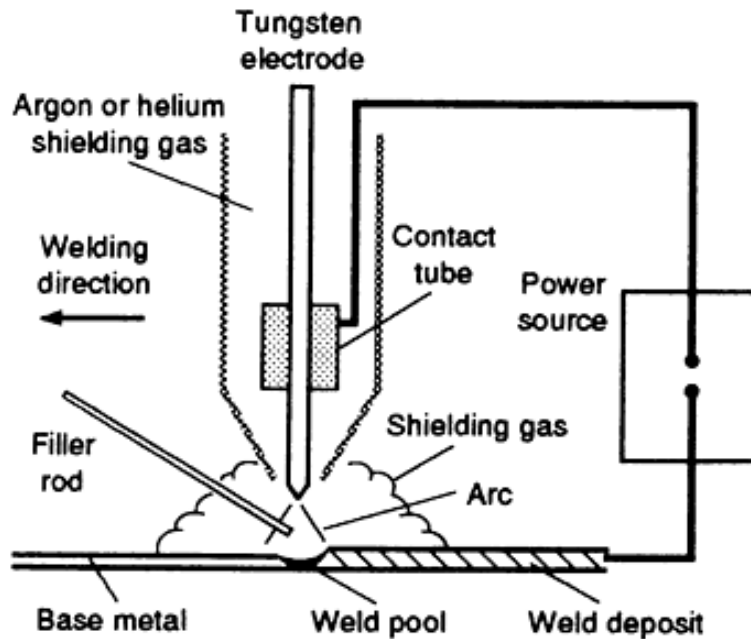 Tungsten
electrode
Argon or helium
shielding gas
Welding
direction
Contact
tube
Power
source
Filler
rod
Shielding gas
Arc
Base metal
Weld pool
Weld deposit